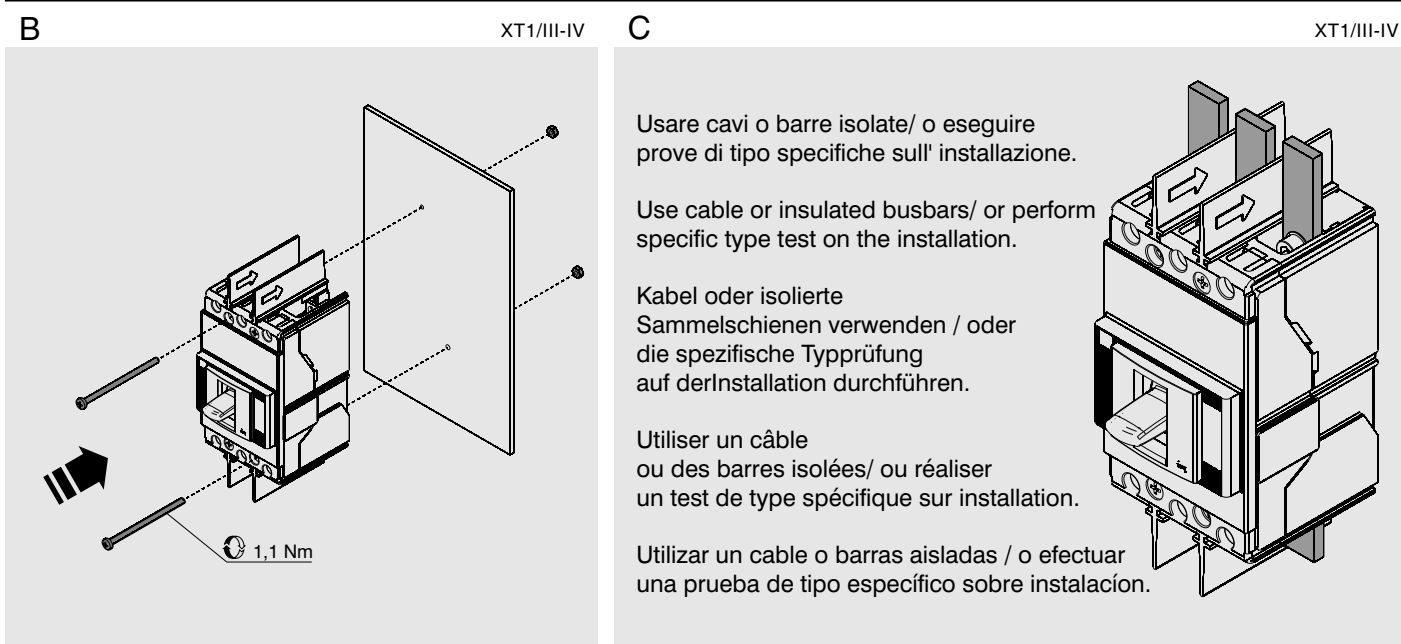 B
XT1/III-IV
1,1 Nm
C
XT1/III-IV
Usare cavi o barre isolate/ o eseguire
prove di tipo specifiche sull' installazione.
Use cable or insulated busbars/ or perform
specific type test on the installation.
Kabel oder isolierte
Sammelschienen verwenden / oder
die spezifische Typprüfung
auf derInstallation durchführen.
Utiliser un câble
ou des barres isolées/ ou réaliser
un test de type spécifique sur installation.
Utilizar un cable o barras aisladas / o efectuar
una prueba de tipo específico sobre instalacíon.